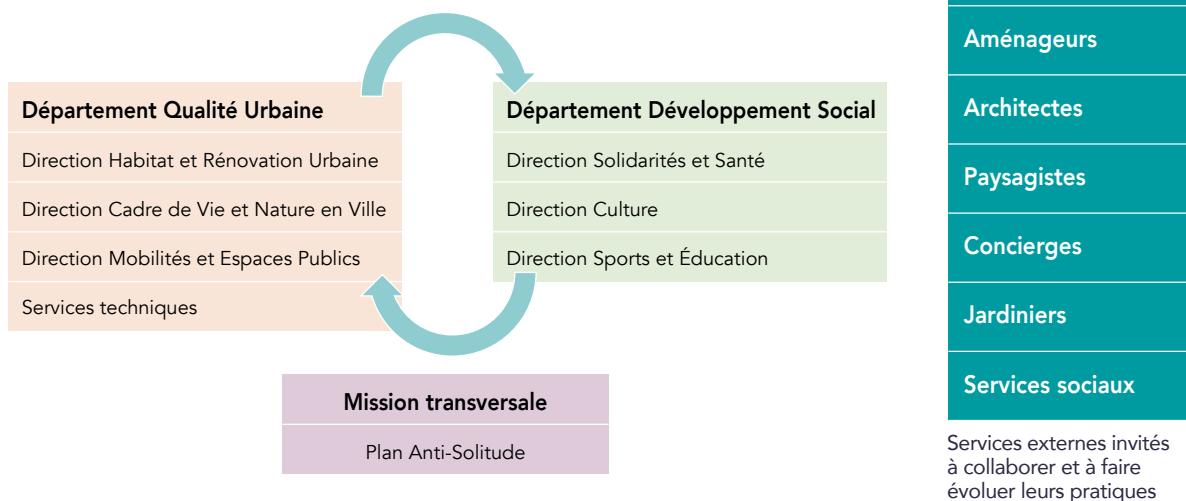 Département Qualité Urbaine
Direction Habitat et Rénovation Urbaine
Direction Cadre de Vie et Nature en Ville
Direction Mobilités et Espaces Publics
Services techniques
Département Développement Social
Direction Solidarités et Santé
Direction Culture
Direction Sports et Éducation
Mission transversale
Plan Anti-Solitude
Aménageurs
Architectes
Paysagistes
Concierges
Jardiniers
Services sociaux
Services externes invités
à collaborer et à faire
évoluer leurs pratiques